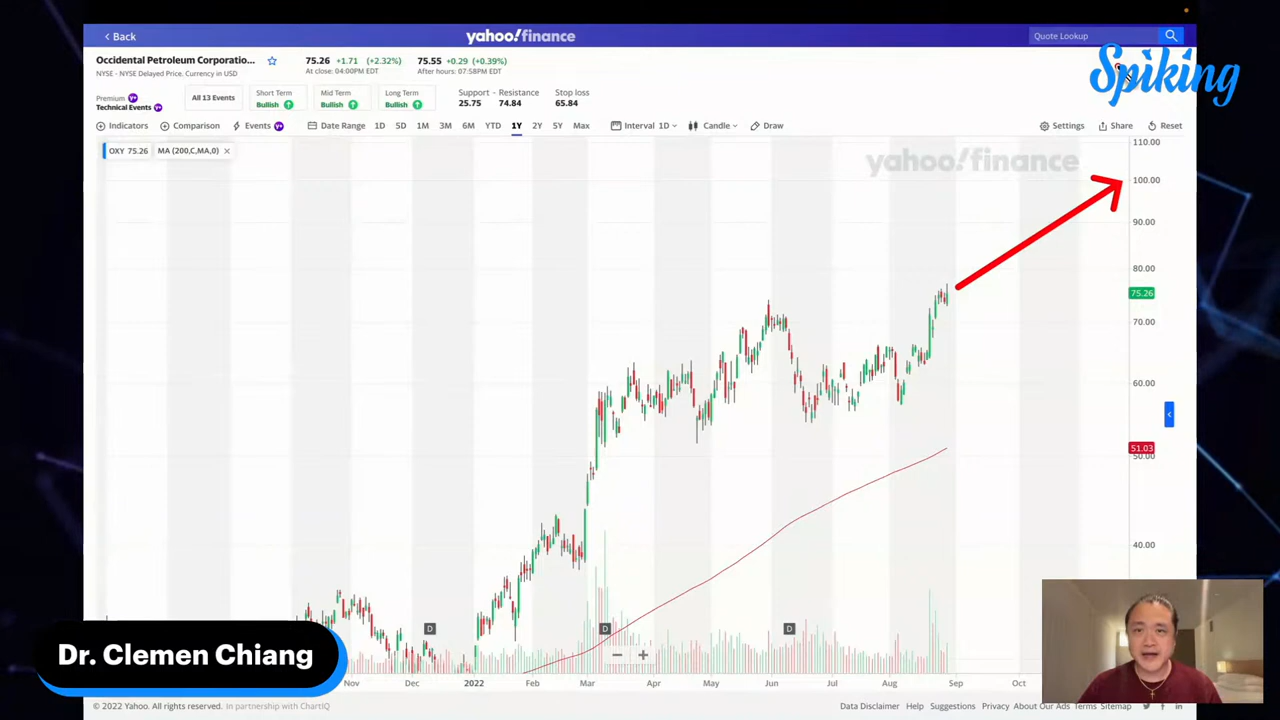 Back
yahoo!finance
Quote Lookup
Spiking
Occidental Petroleum Corporatio...
75.26 +1.71 (+2.32%)
75.55 +0.29 (+0.39%)
NYSE - NYSE Delayed Price. Currency in USD
At close: 04:00PM EDT
After hours: 07:58PM EDT
Premium
Technical Events
All 13 Events
Short Term
Bullish
Mid Term
Bullish
Long Term
Bullish
Support - Resistance
25.75 74.84
Stop loss
65.84
Indicators Comparison Events Date Range 1D 5D 1M 3M 6M YTD 1Y 2Y 5Y Max Interval 1D Candle Draw Settings Share Reset
OXY 75.26 MA (200,C,MA,0)
yahoo!finance
110.00
100.00
90.00
80.00
75.26
70.00
60.00
51.03
50.00
40.00
D D D
Nov Dec 2022 Feb Mar Apr May Jun Jul Aug Sep Oct
Dr. Clemen Chiang
© 2022 Yahoo. All rights reserved. In partnership with ChartIQ
Data Disclaimer Help Suggestions Privacy About Our Ads Terms Sitemap